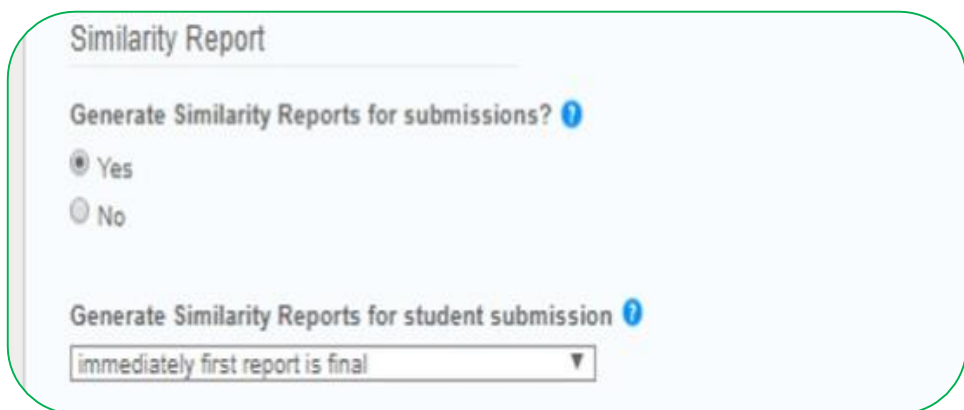 Similarity Report
Generate Similarity Reports for submissions? ?
Yes
No
Generate Similarity Reports for student submission ?
immediately first report is final